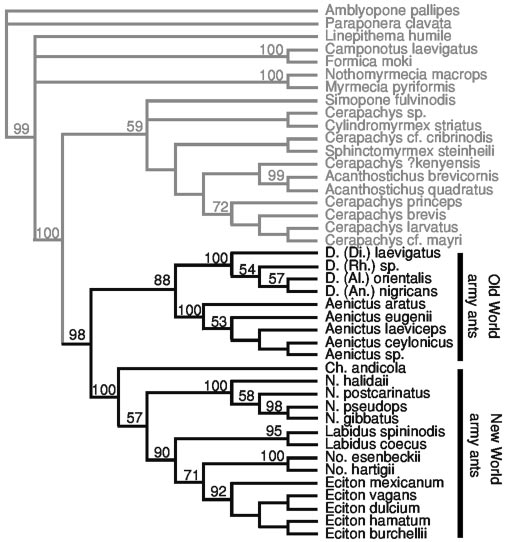 Amblyopone pallipes
Paraponera clavata
Linepithema humile
100 Camponotus laevigatus
Formica moki
100 Nothomyrmecia macrops
Myrmecia pyriformis
99
Simopone fulvinodis
59
Cerapachys sp.
Cylindromyrmex striatus
Cerapachys cf. cribrinodis
Sphinctomyrmex steinheili
Cerapachys ?kenyensis
99 Acanthostichus brevicornis
Acanthostichus quadratus
72 Cerapachys princeps
Cerapachys brevis
Cerapachys larvatus
100 Cerapachys cf. mayri
100 D. (Di.) laevigatus
54 D. (Rh.) sp.
88 57 D. (Al.) orientalis
D. (An.) nigricans
100 Aenictus aratus
53 Aenictus eugenii
Aenictus laeviceps
98 Aenictus ceylonicus
Aenictus sp.
Old World
army ants
Ch. andicola
100 100 N. halidaii
58 N. postcarinatus
98 N. pseudops
57 N. gibbatus
95 Labidus spininodis
Labidus coecus
90 100 No. esenbeckii
71 No. hartigii
92 Eciton mexicanum
Eciton vagans
Eciton dulcium
Eciton hamatum
Eciton burchellii
New World
army ants